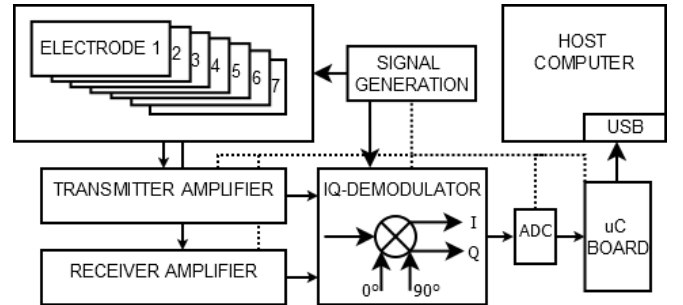 ELECTRODE 1
2
3
4
5
6
7
SIGNAL
GENERATION
HOST
COMPUTER
USB
TRANSMITTER AMPLIFIER
IQ-DEMODULATOR
I
Q
0°
90°
ADC
uC
BOARD
RECEIVER AMPLIFIER